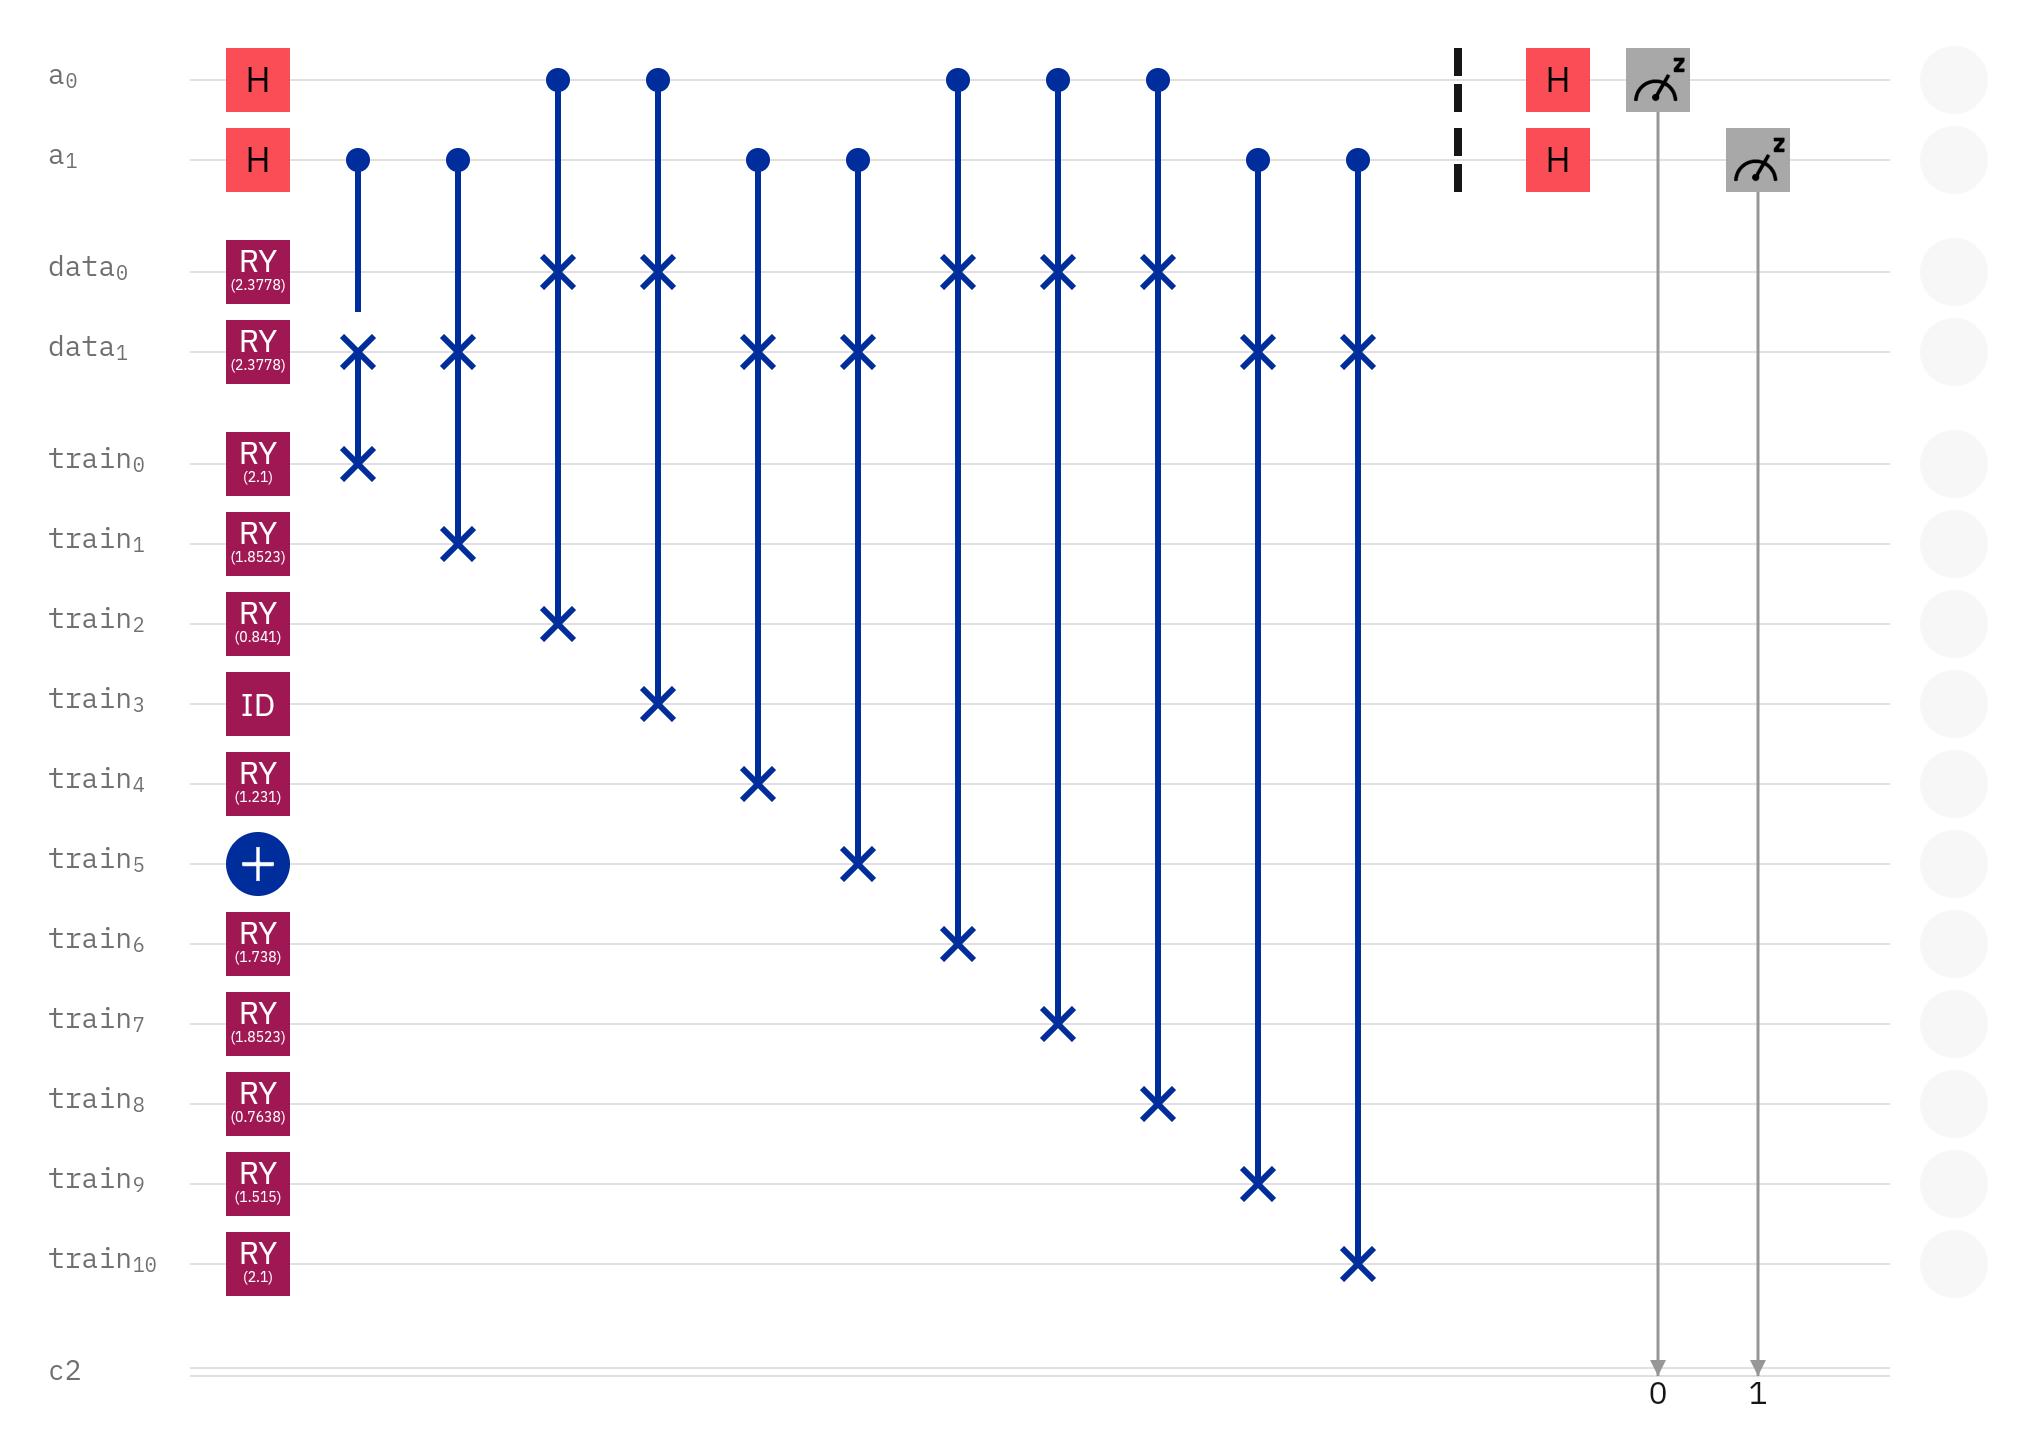 a0 H H z
a1 H H z
data0 RY (2.3778)
data1 RY (2.3778)
train0 RY (2.1)
train1 RY (1.8523)
train2 RY (0.841)
train3 ID
train4 RY (1.231)
train5
train6 RY (1.738)
train7 RY (1.8523)
train8 RY (0.7638)
train9 RY (1.515)
train10 RY (2.1)
c2
0 1